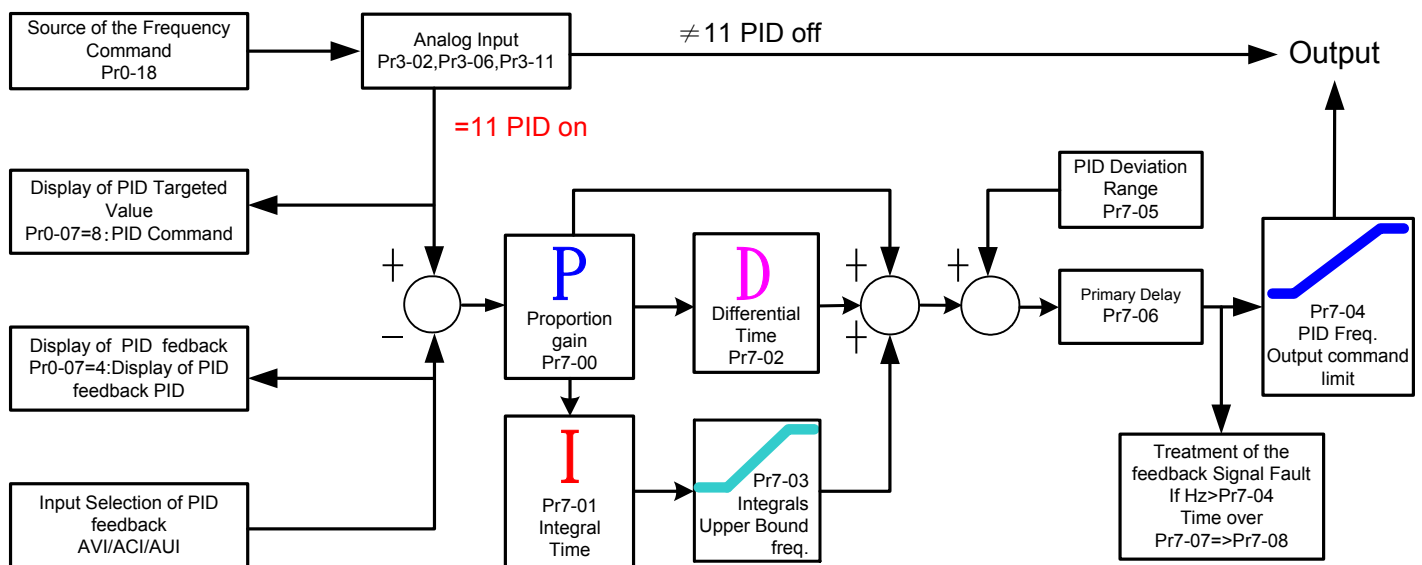 Source of the Frequency
Command
Pr0-18
Analog Input
Pr3-02,Pr3-06,Pr3-11
≠11 PID off
Output
=11 PID on
Display of PID Targeted
Value
Pr0-07=8:PID Command
PID Deviation
Range
Pr7-05
+
−
P
Proportion
gain
Pr7-00
D
Differential
Time
Pr7-02
+
+
+
Primary Delay
Pr7-06
Pr7-04
PID Freq.
Output command
limit
Display of PID fedback
Pr0-07=4:Display of PID
feedback PID
I
Pr7-01
Integral
Time
Pr7-03
Integrals
Upper Bound
freq.
Treatment of the
feedback Signal Fault
If Hz>Pr7-04
Time over
Pr7-07=>Pr7-08
Input Selection of PID
feedback
AVI/ACI/AUI